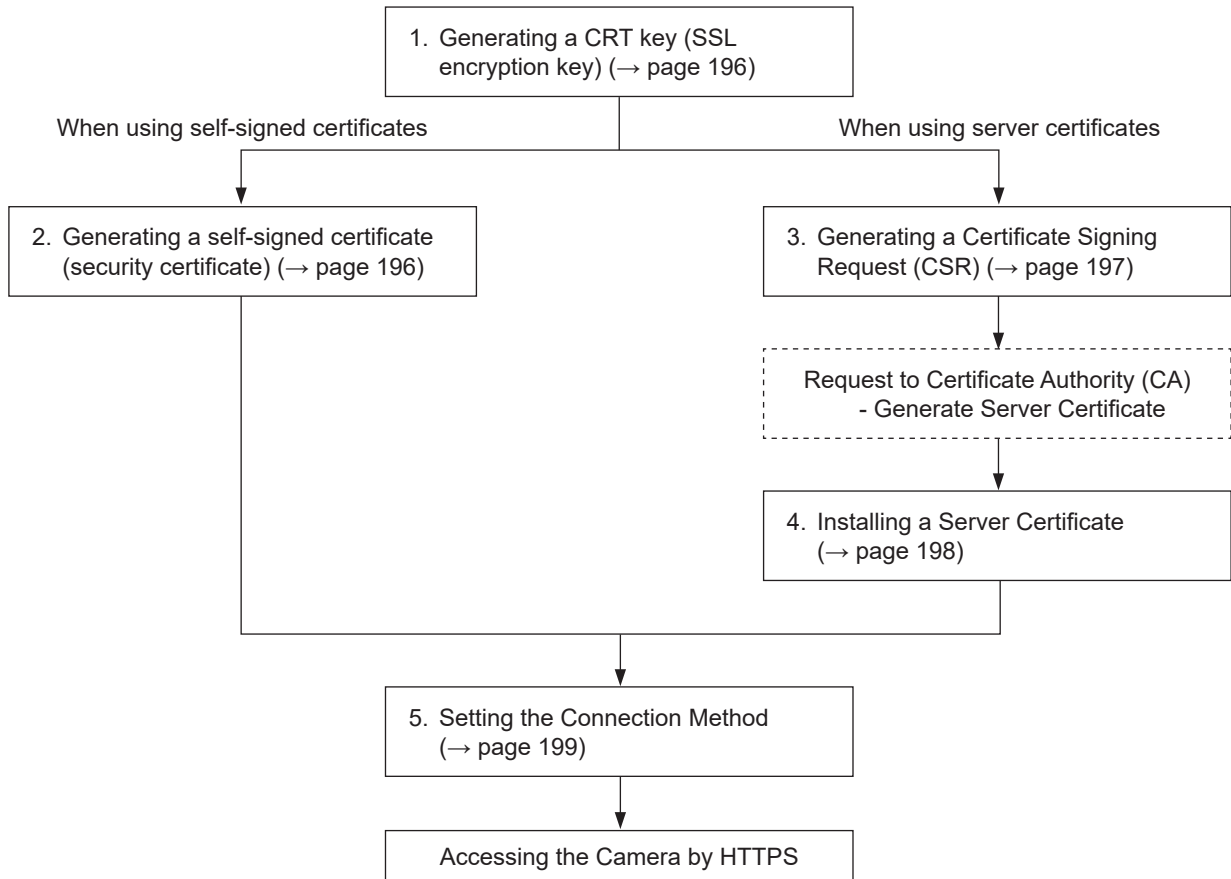 1. Generating a CRT key (SSL
encryption key) (→ page 196)
When using self-signed certificates
When using server certificates
2. Generating a self-signed certificate
(security certificate) (→ page 196)
3. Generating a Certificate Signing
Request (CSR) (→ page 197)
Request to Certificate Authority (CA)
- Generate Server Certificate
4. Installing a Server Certificate
(→ page 198)
5. Setting the Connection Method
(→ page 199)
Accessing the Camera by HTTPS